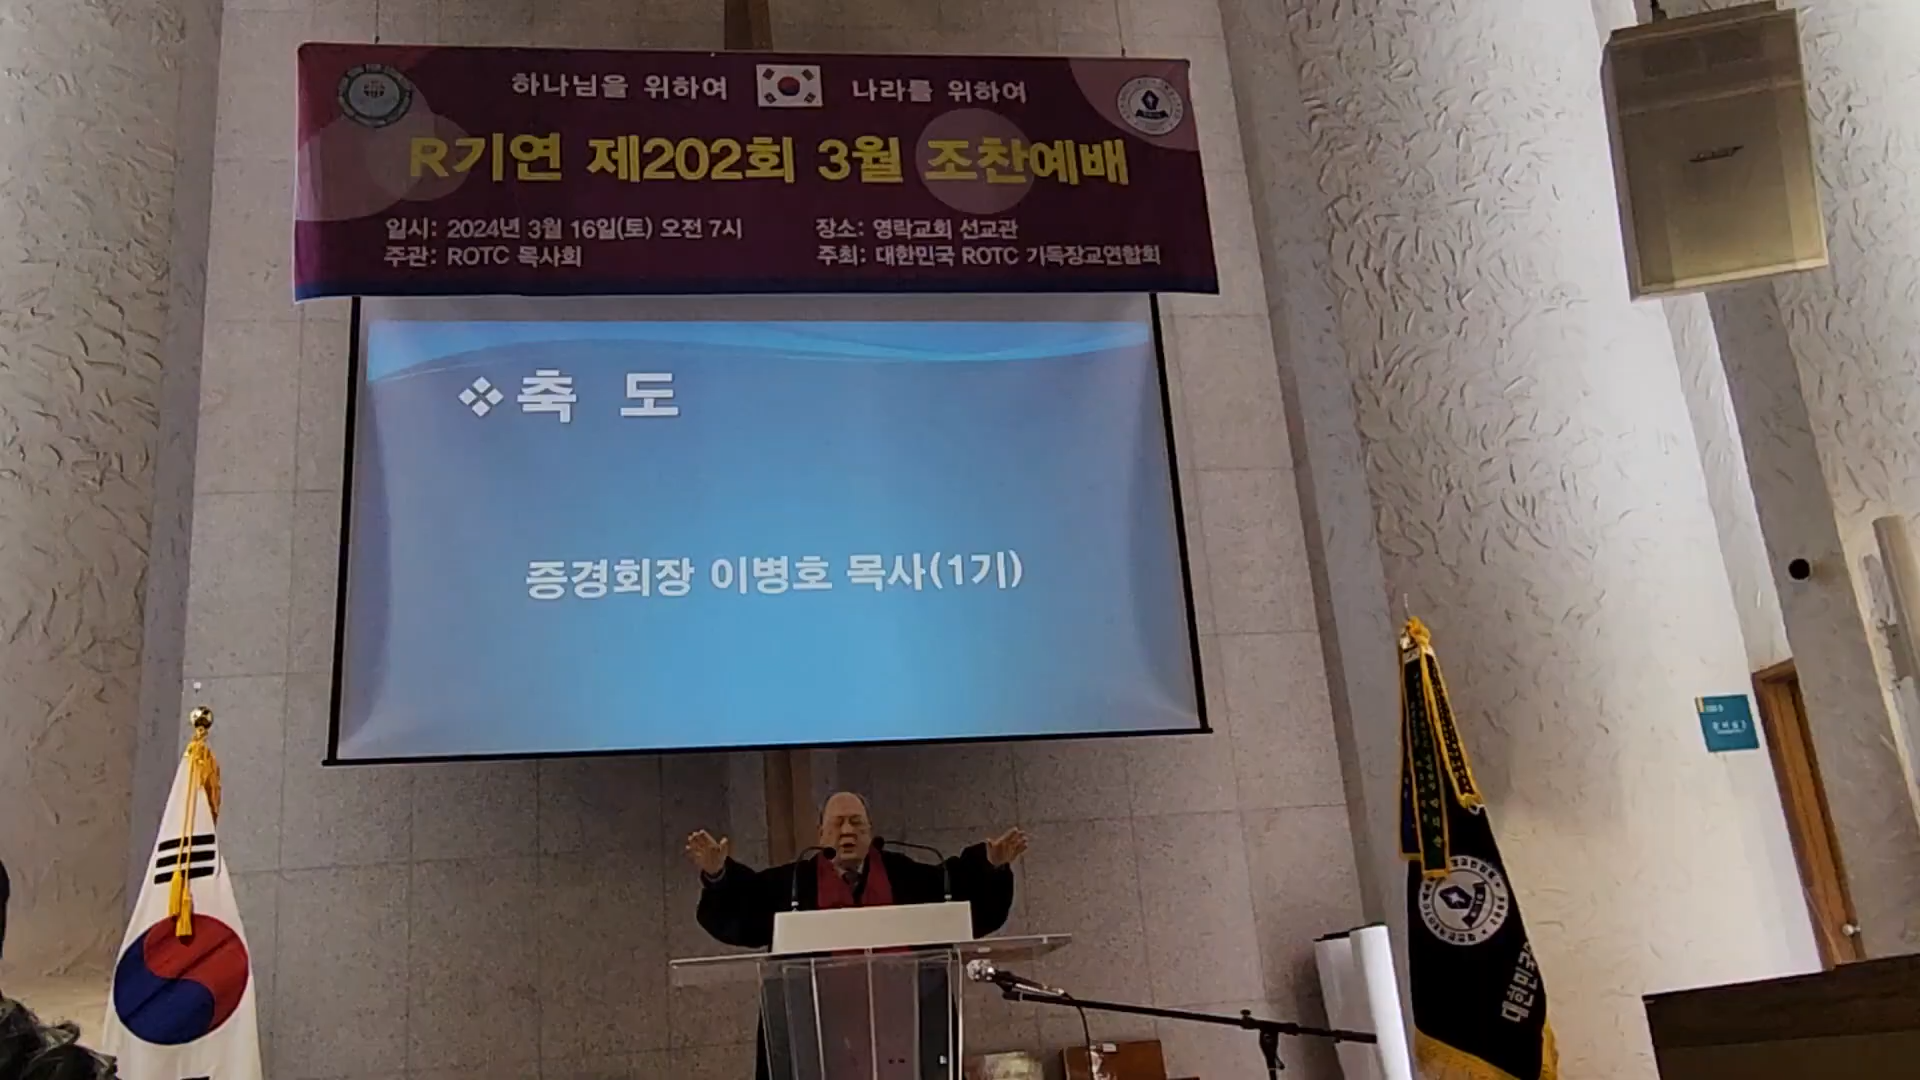 하나님을 위하여 나라를 위하여
R기연 제202회 3월 조찬예배
일시: 2024년 3월 16일(토) 오전 7시 장소: 영락교회 선교관
주관: ROTC 목사회 주최: 대한민국 ROTC 기독장교연합회
❖축 도
증경회장 이병호 목사(1기)
대한민국